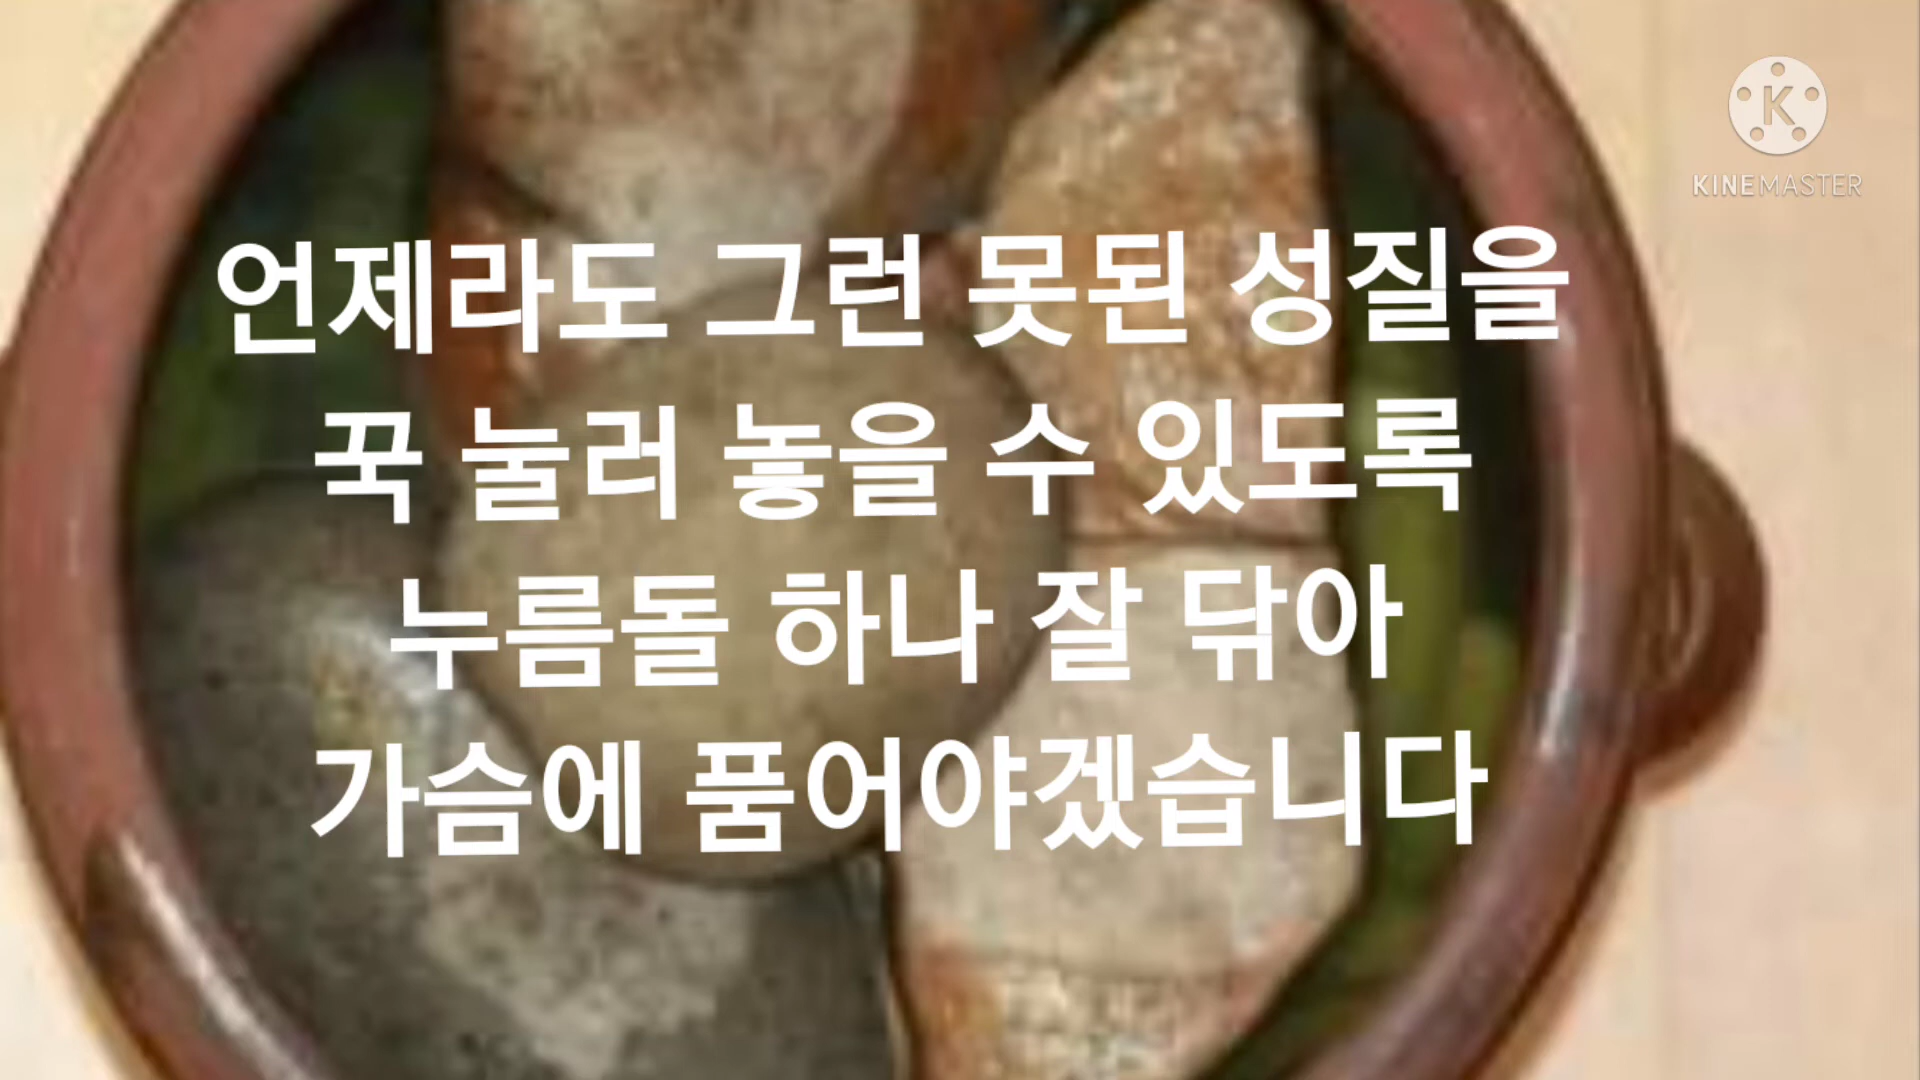 KINEMASTER
언제라도 그런 못된 성질을
꾹 눌러 놓을 수 있도록
누름돌 하나 잘 닦아
가슴에 품어야겠습니다